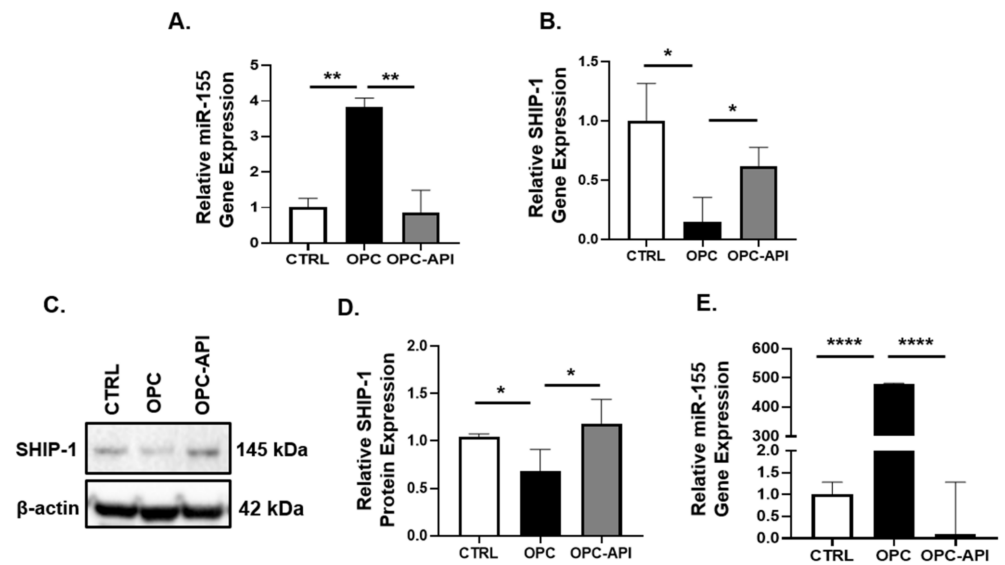 A.
Relative miR-155
Gene Expression
5
4
3
2
1
0
** **
CTRL OPC OPC-API
B.
Relative SHIP-1
Gene Expression
1.5
1.0
0.5
0.0
*
*
CTRL OPC OPC-API
C.
CTRL
OPC
OPC-API
SHIP-1 145 kDa
β-actin 42 kDa
D.
Relative SHIP-1
Protein Expression
2.0
1.5
1.0
0.5
0.0
*
*
CTRL OPC OPC-API
E.
Relative miR-155
Gene Expression
600
500
400
300
2.0
1.5
1.0
0.5
0.0
**** ****
CTRL OPC OPC-API